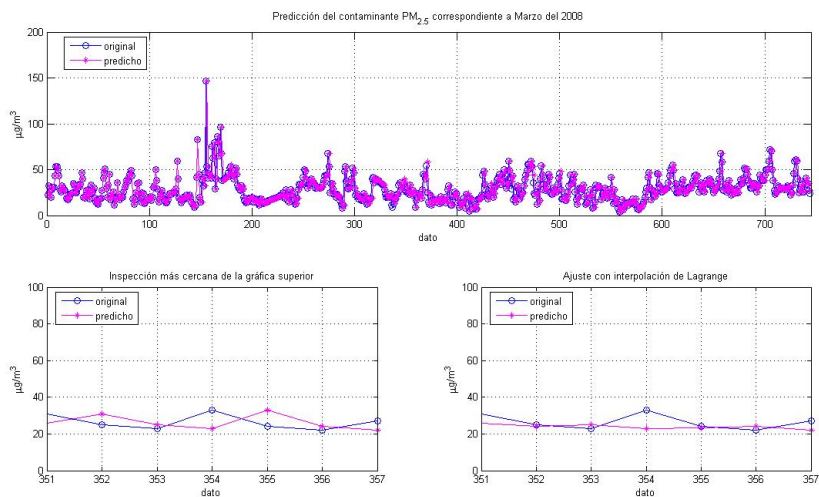 Predicción del contaminante PM2.5 correspondiente a Marzo del 2008
200
150
100
50
0
µg/m3
original
predicho
0 100 200 300 400 500 600 700
dato
Inspección más cercana de la gráfica superior
100
80
60
40
20
0
µg/m3
original
predicho
351 352 353 354 355 356 357
dato
Ajuste con interpolación de Lagrange
100
80
60
40
20
0
µg/m3
original
predicho
351 352 353 354 355 356 357
dato